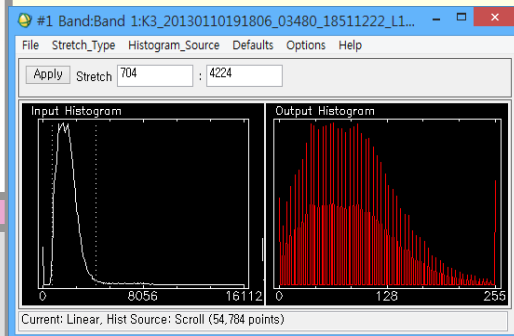 #1 Band:Band 1:K3_20130110191806_03480_18511222_L1...
File Stretch_Type Histogram_Source Defaults Options Help
Apply Stretch 704 : 4224
Input Histogram Output Histogram
0 8056 16112 0 128 255
Current: Linear, Hist Source: Scroll (54,784 points)